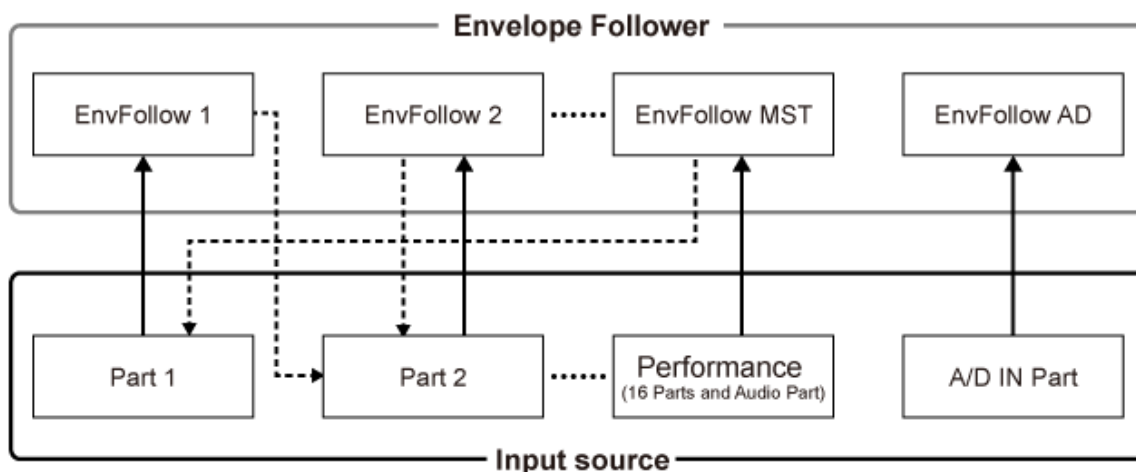 Envelope Follower
EnvFollow 1
EnvFollow 2
EnvFollow MST
EnvFollow AD
Part 1
Part 2
Performance
(16 Parts and Audio Part)
A/D IN Part
Input source